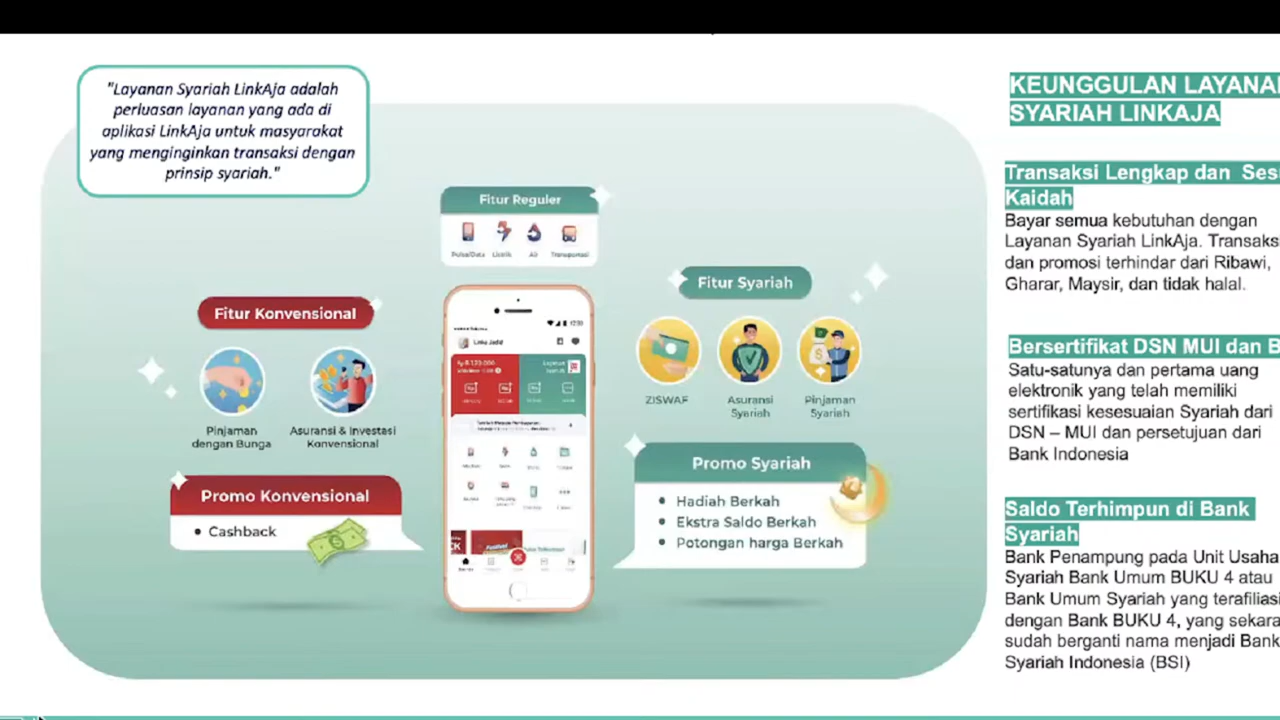 "Layanan Syariah LinkAja adalah
perluasan layanan yang ada di
aplikasi LinkAja untuk masyarakat
yang menginginkan transaksi dengan
prinsip syariah."
Fitur Reguler
Pulsa/Data Listrik Air Transportasi
Fitur Konvensional
Pinjaman
dengan Bunga
Asuransi & Investasi
Konvensional
Promo Konvensional
• Cashback
Fitur Syariah
ZISWAF
Asuransi
Syariah
Pinjaman
Syariah
Promo Syariah
• Hadiah Berkah
• Ekstra Saldo Berkah
• Potongan harga Berkah
KEUNGGULAN LAYANA
SYARIAH LINKAJA
Transaksi Lengkap dan Ses
Kaidah
Bayar semua kebutuhan dengan
Layanan Syariah LinkAja. Transaks
dan promosi terhindar dari Ribawi,
Gharar, Maysir, dan tidak halal.
Bersertifikat DSN MUI dan B
Satu-satunya dan pertama uang
elektronik yang telah memiliki
sertifikasi kesesuaian Syariah dari
DSN – MUI dan persetujuan dari
Bank Indonesia
Saldo Terhimpun di Bank
Syariah
Bank Penampung pada Unit Usaha
Syariah Bank Umum BUKU 4 atau
Bank Umum Syariah yang terafiliasi
dengan Bank BUKU 4, yang sekara
sudah berganti nama menjadi Bank
Syariah Indonesia (BSI)